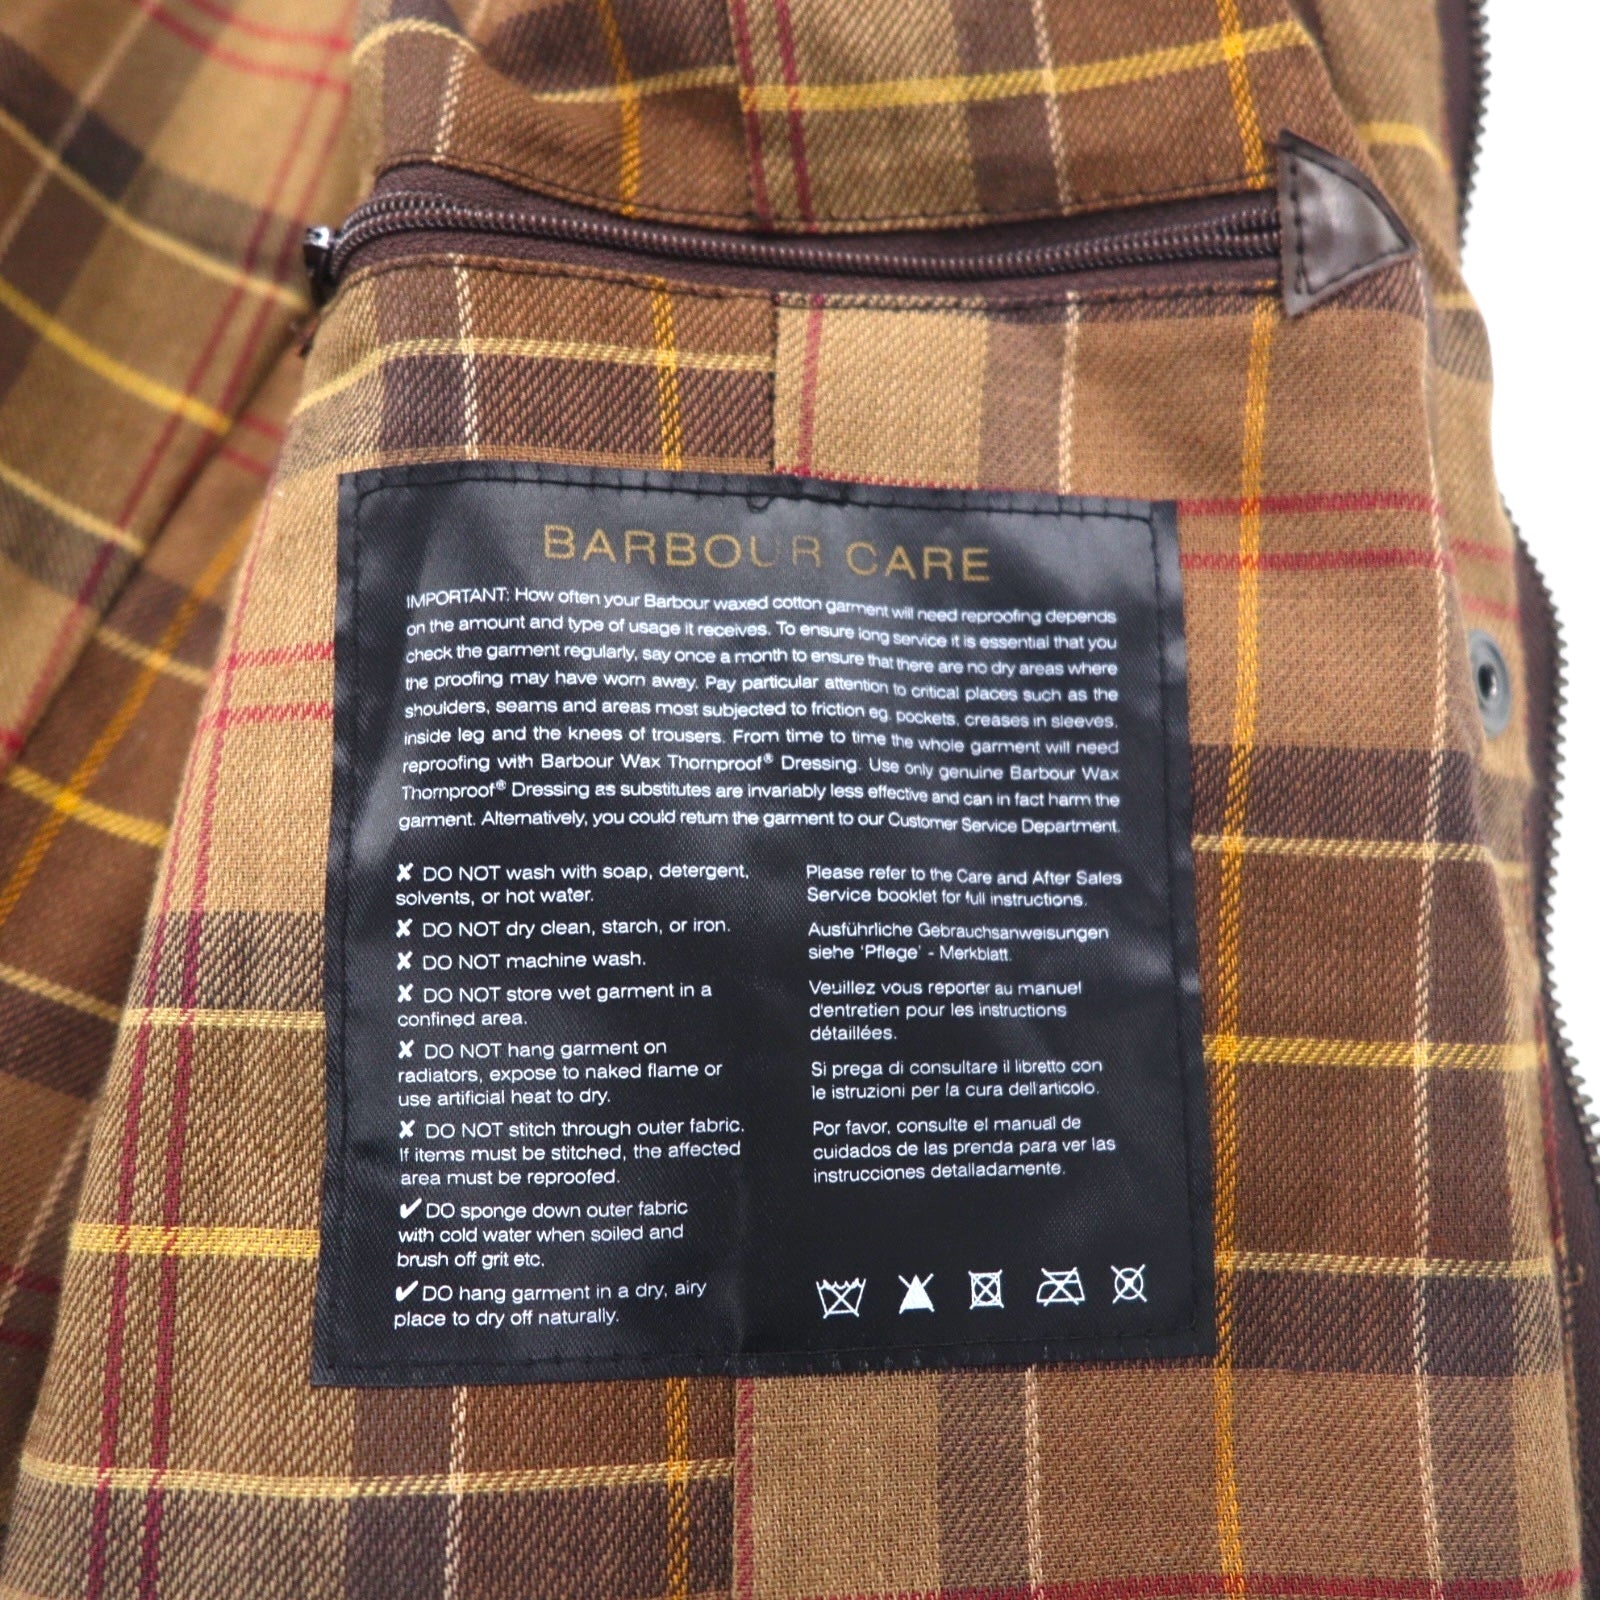 BARBOUR CARE
IMPORTANT: How often your Barbour waxed cotton garment will need reproofing depends
on the amount and type of usage it receives. To ensure long service it is essential that you
check the garment regularly, say once a month to ensure that there are no dry areas where
the proofing may have worn away. Pay particular attention to critical places such as the
shoulders, seams and areas most subjected to friction eg. pockets, creases in sleeves,
inside leg and the knees of trousers. From time to time the whole garment will need
reproofing with Barbour Wax Thornproof® Dressing. Use only genuine Barbour Wax
Thornproof® Dressing as substitutes are invariably less effective and can in fact harm the
garment. Alternatively, you could return the garment to our Customer Service Department.
✘ DO NOT wash with soap, detergent,
solvents, or hot water.
✘ DO NOT dry clean, starch, or iron.
✘ DO NOT machine wash.
✘ DO NOT store wet garment in a
confined area.
✘ DO NOT hang garment on
radiators, expose to naked flame or
use artificial heat to dry.
✘ DO NOT stitch through outer fabric.
If items must be stitched, the affected
area must be reproofed.
✔ DO sponge down outer fabric
with cold water when soiled and
brush off grit etc.
✔ DO hang garment in a dry, airy
place to dry off naturally.
Please refer to the Care and After Sales
Service booklet for full instructions.
Ausführliche Gebrauchsanweisungen
siehe 'Pflege' - Merkblatt.
Veuillez vous reporter au manuel
d'entretien pour les instructions
détaillées.
Si prega di consultare il libretto con
le istruzioni per la cura dell'articolo.
Por favor, consulte el manual de
cuidados de las prenda para ver las
instrucciones detalladamente.